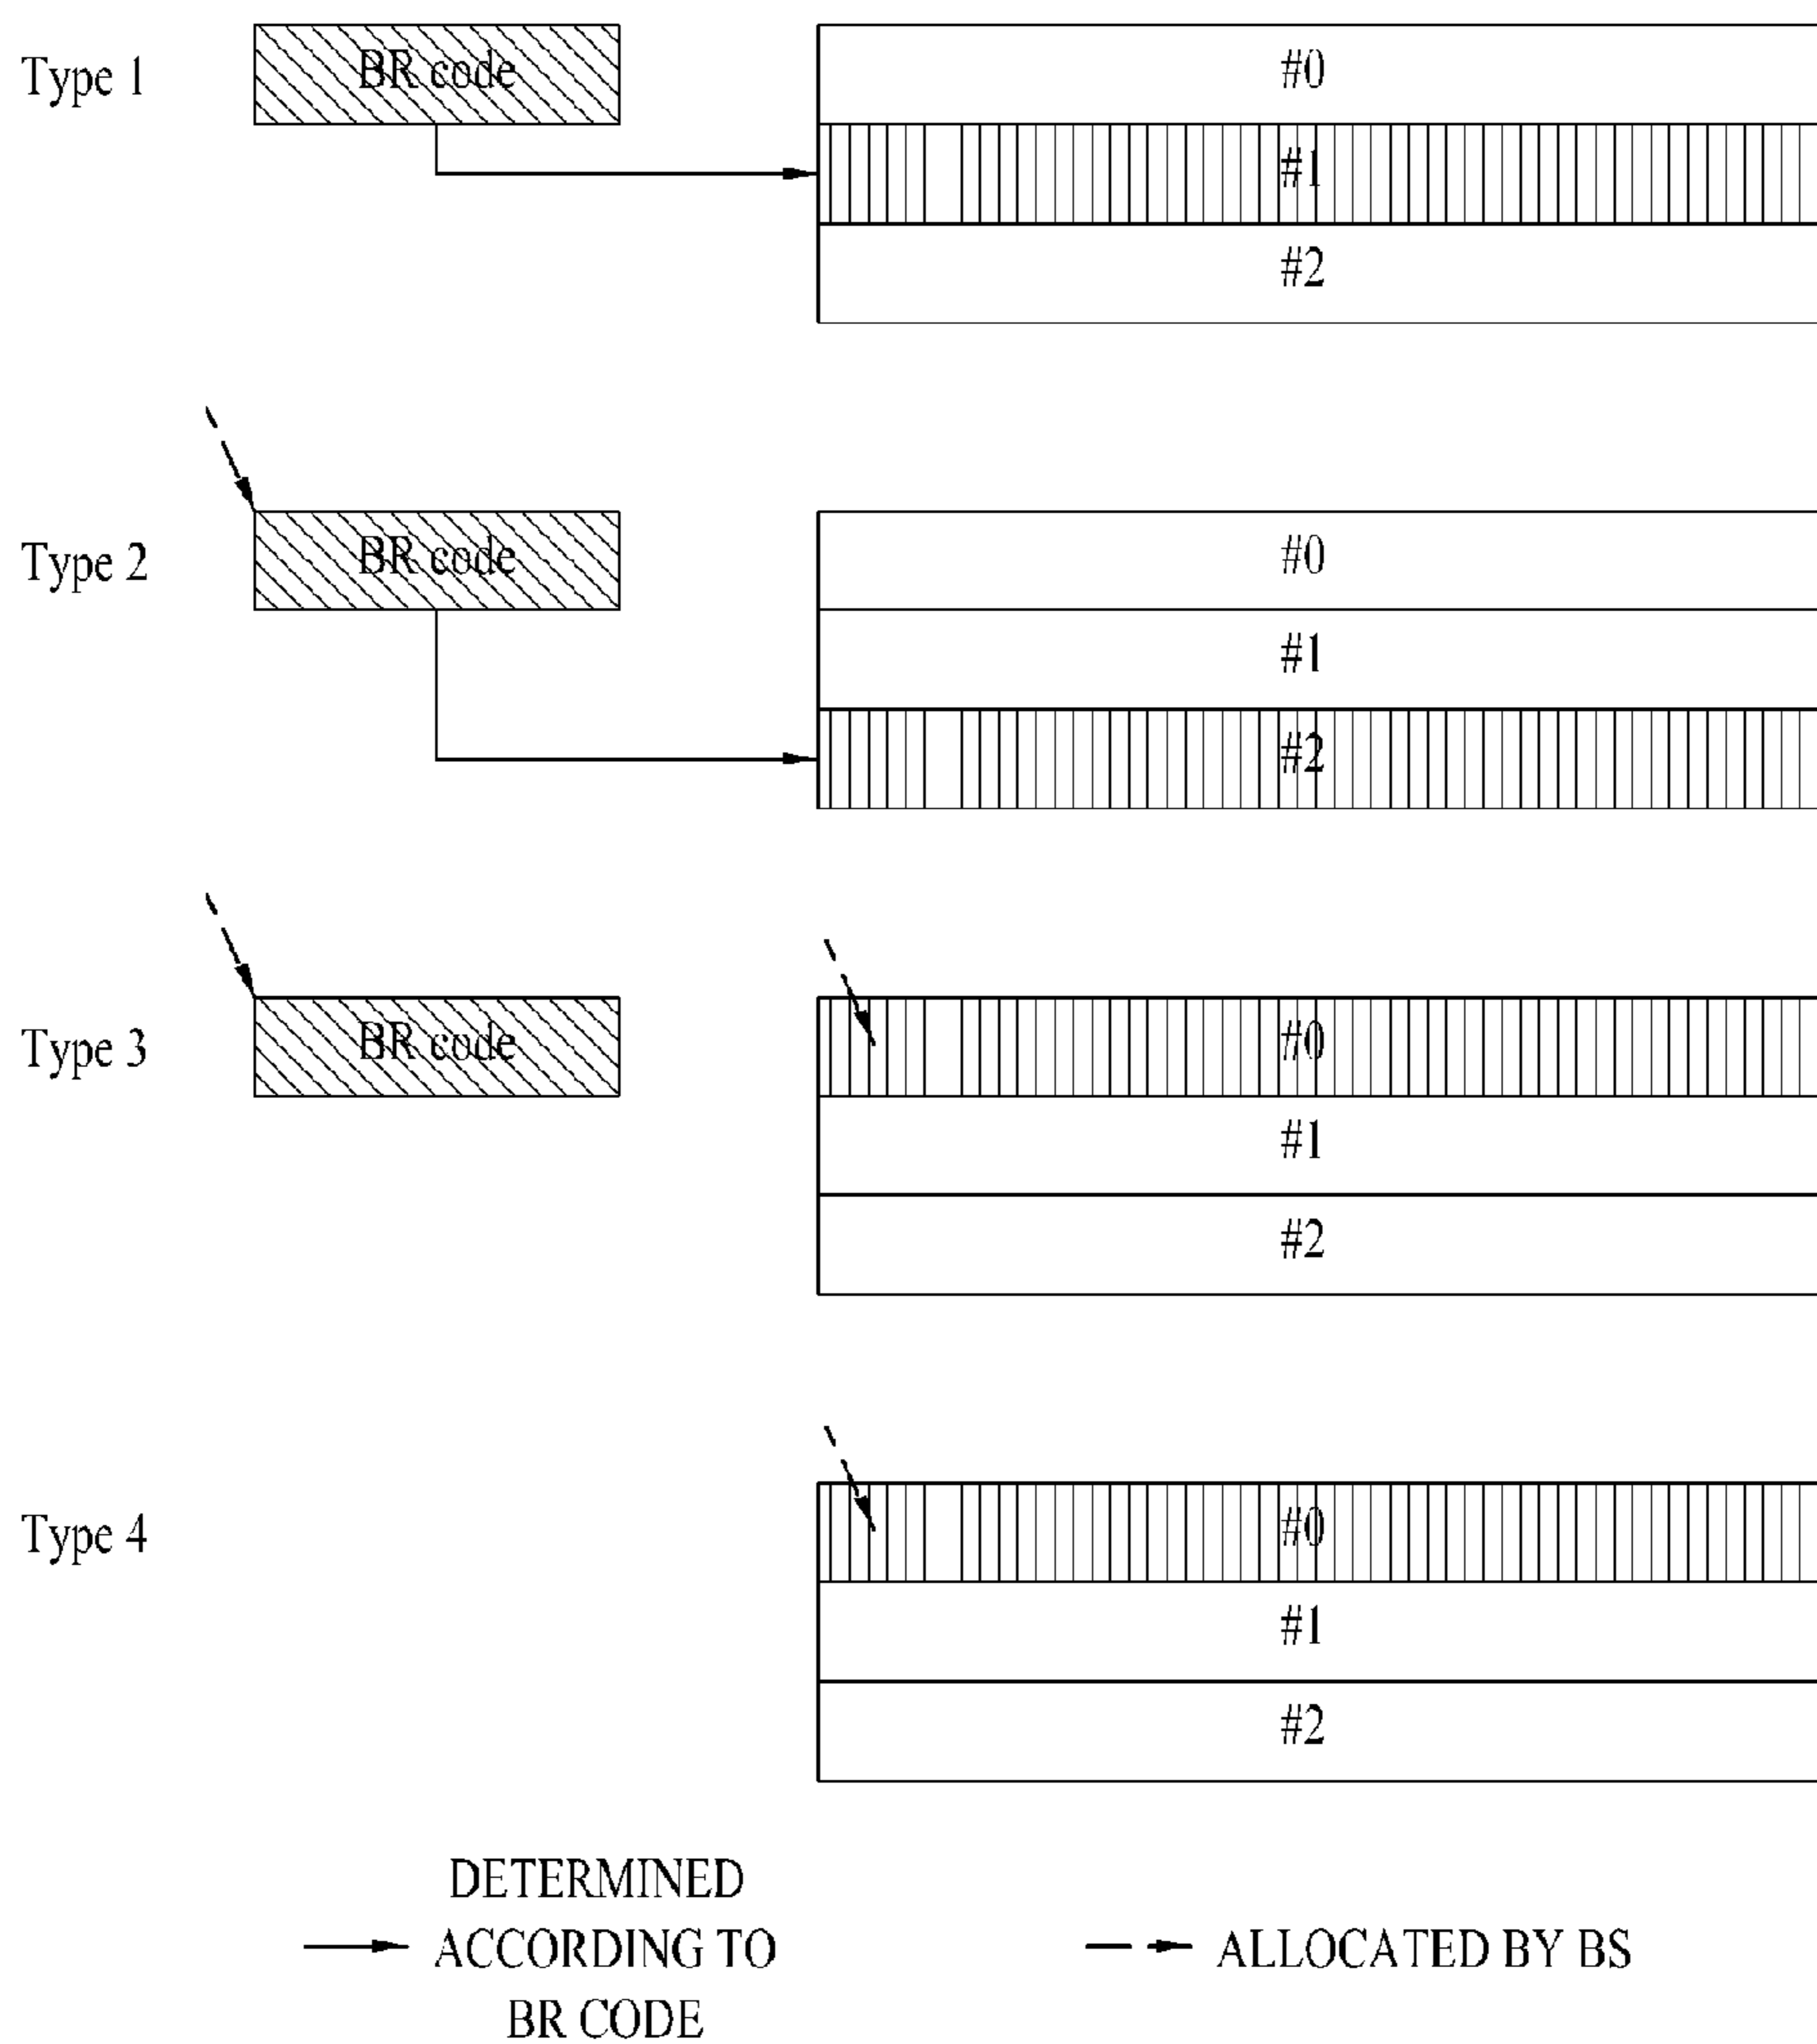 Type 1 BR code #0
#1
#2
Type 2 BR code #0
#1
#2
Type 3 BR code #0
#1
#2
Type 4 #0
#1
#2
DETERMINED
ACCORDING TO
BR CODE
ALLOCATED BY BS